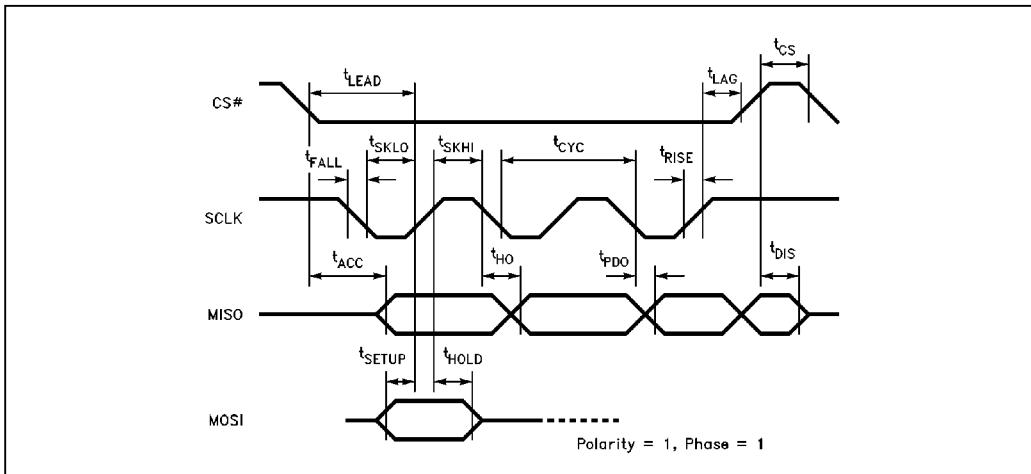 tCS
tLEAD
tLAG
CS#
tSKLO
tSKHI
tCYC
tFALL
tRISE
SCLK
tACC
tHO
tPDO
tDIS
MISO
tSETUP
tHOLD
MOSI
Polarity = 1, Phase = 1